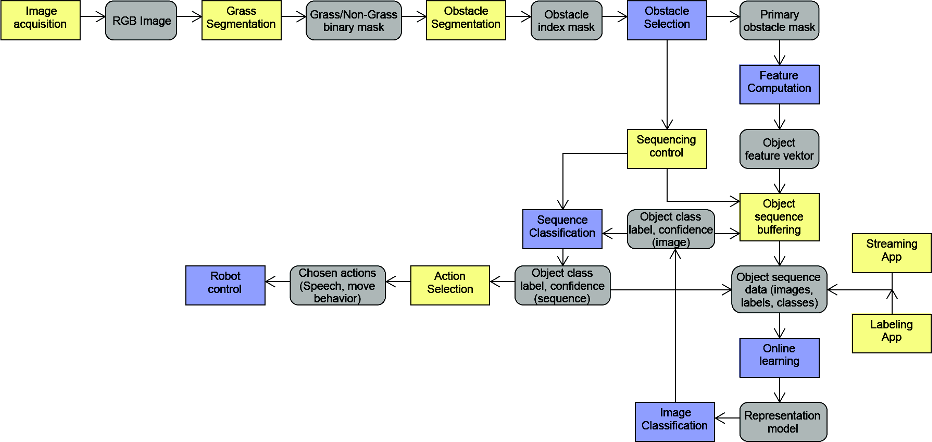 Image
acquisition
RGB Image
Grass
Segmentation
Grass/Non-Grass
binary mask
Obstacle
Segmentation
Obstacle
index mask
Obstacle
Selection
Primary
obstacle mask
Feature
Computation
Sequencing
control
Object
feature vektor
Object
sequence
buffering
Sequence
Classification
Object class
label, confidence
(image)
Streaming
App
Robot
control
Chosen actions
(Speech, move
behavior)
Action
Selection
Object class
label, confidence
(sequence)
Object sequence
data (images,
labels, classes)
Labeling
App
Online
learning
Image
Classification
Representation
model